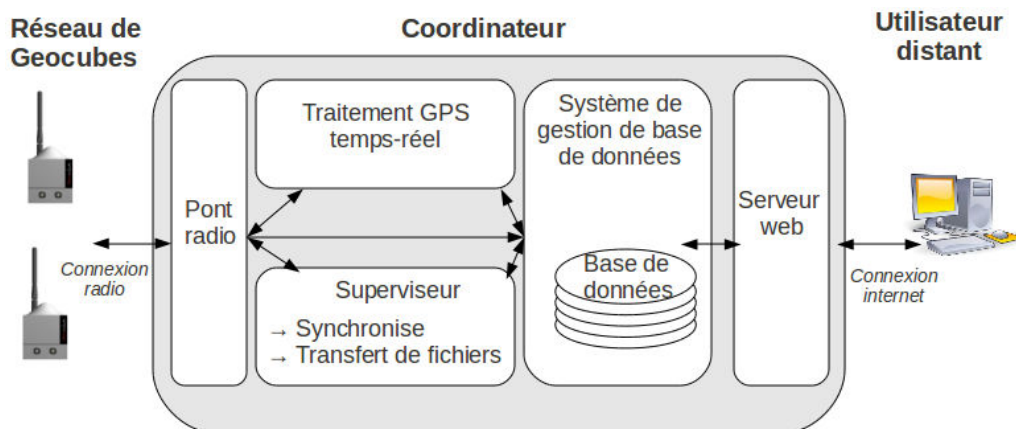 Réseau de
Geocubes
Coordinateur
Utilisateur
distant
Connexion
radio
Pont
radio
Traitement GPS
temps-réel
Superviseur
→ Synchronise
→ Transfert de fichiers
Système de
gestion de base
de données
Base de
données
Serveur
web
Connexion
internet